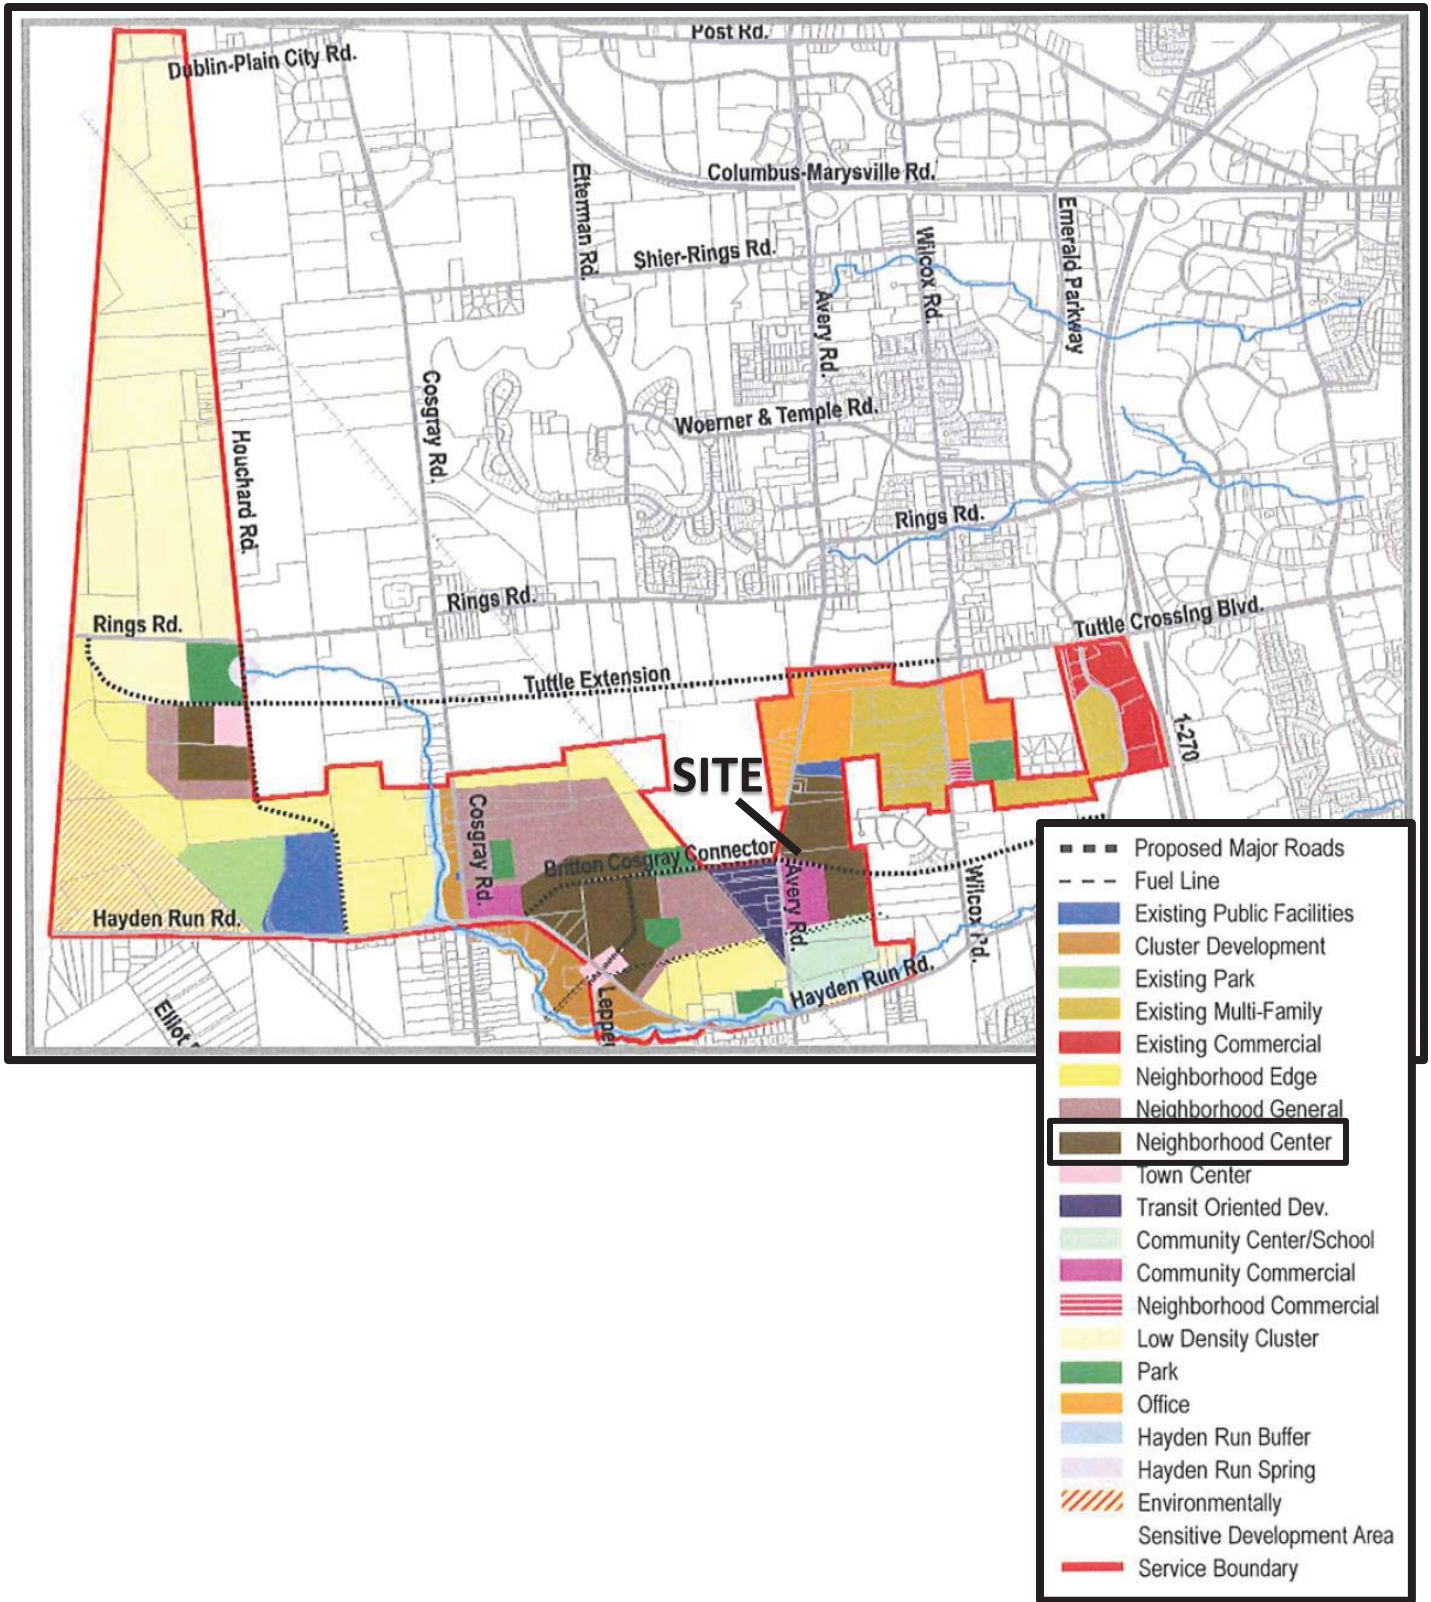 Post Rd.
Dublin-Plain City Rd.
Columbus-Marysville Rd.
Eiterman Rd.
Emerald Parkway
Wilcox Rd.
Shier-Rings Rd.
Avery Rd.
Cosgray Rd.
Woerner & Temple Rd.
Houchard Rd.
Rings Rd.
Rings Rd.
Rings Rd.
Tuttle Crossing Blvd.
Tuttle Extension
I-270
SITE
Cosgray Rd.
Britton Cosgray Connector
Avery Rd.
Wilcox Rd.
Hayden Run Rd.
Hayden Run Rd.
Elliot
Leppe
Proposed Major Roads
Fuel Line
Existing Public Facilities
Cluster Development
Existing Park
Existing Multi-Family
Existing Commercial
Neighborhood Edge
Neighborhood General
Neighborhood Center
Town Center
Transit Oriented Dev.
Community Center/School
Community Commercial
Neighborhood Commercial
Low Density Cluster
Park
Office
Hayden Run Buffer
Hayden Run Spring
Environmentally
Sensitive Development Area
Service Boundary